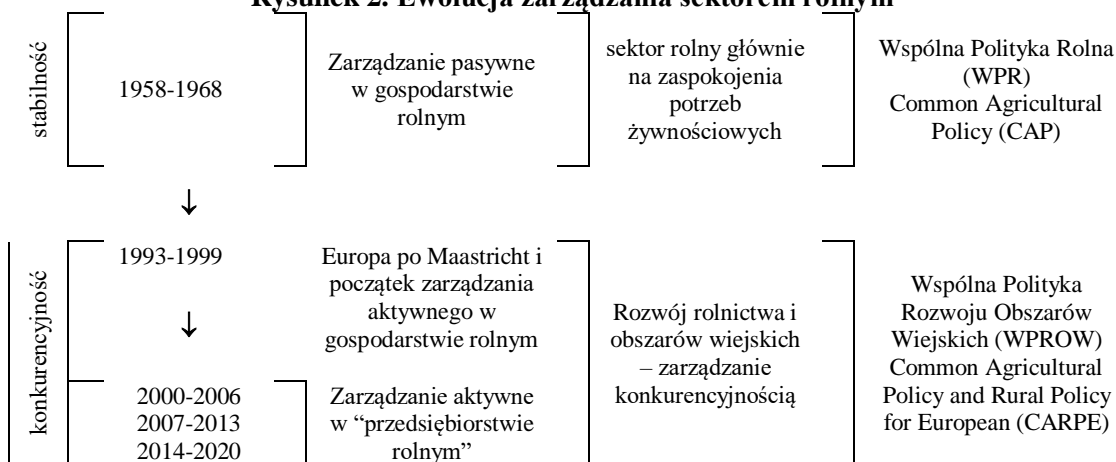 Rysunek 2. Ewolucja zarządzania sektorem rolnym
stabilność
1958-1968
Zarządzanie pasywne
w gospodarstwie
rolnym
sektor rolny głównie
na zaspokojenia
potrzeb
żywnościowych
Wspólna Polityka Rolna
(WPR)
Common Agricultural
Policy (CAP)
↓
konkurencyjność
1993-1999
↓
2000-2006
2007-2013
2014-2020
Europa po Maastricht i
początek zarządzania
aktywnego w
gospodarstwie rolnym
Zarządzanie aktywne
w “przedsiębiorstwie
rolnym”
Rozwój rolnictwa i
obszarów wiejskich
– zarządzanie
konkurencyjnością
Wspólna Polityka
Rozwoju Obszarów
Wiejskich (WPROW)
Common Agricultural
Policy and Rural Policy
for European (CARPE)